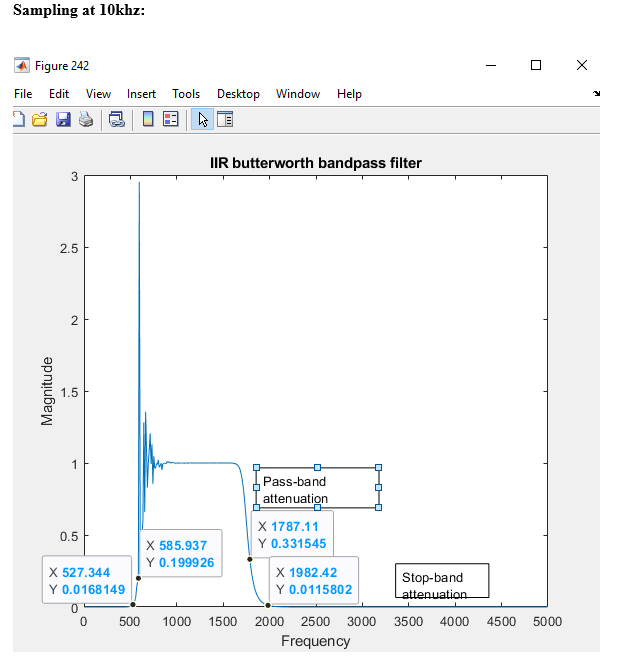 Sampling at 10khz:
Figure 242
File Edit View Insert Tools Desktop Window Help
IIR butterworth bandpass filter
3
2.5
2
1.5
1
0.5
0
Magnitude
Pass-band
attenuation
X 1787.11
Y 0.331545
X 585.937
Y 0.199926
X 527.344
Y 0.0168149
X 1982.42
Y 0.0115802
Stop-band
attenuation
0 500 1000 1500 2000 2500 3000 3500 4000 4500 5000
Frequency